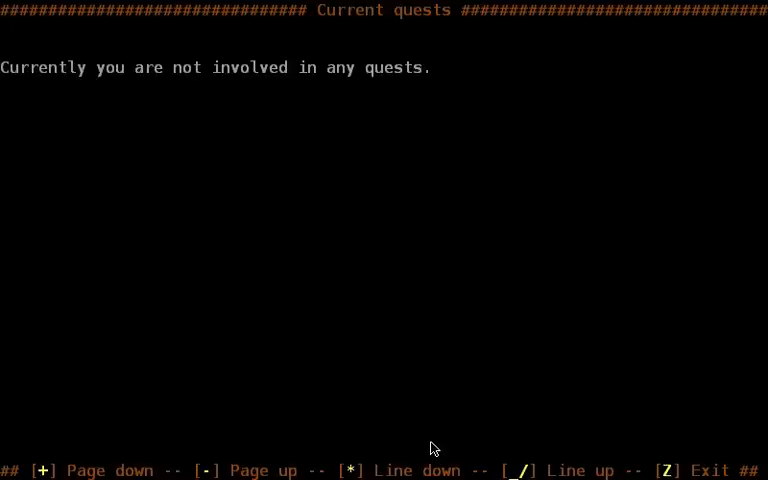 ################################ Current quests ################################
Currently you are not involved in any quests.
## [+] Page down -- [-] Page up -- [*] Line down -- [_/] Line up -- [Z] Exit ##